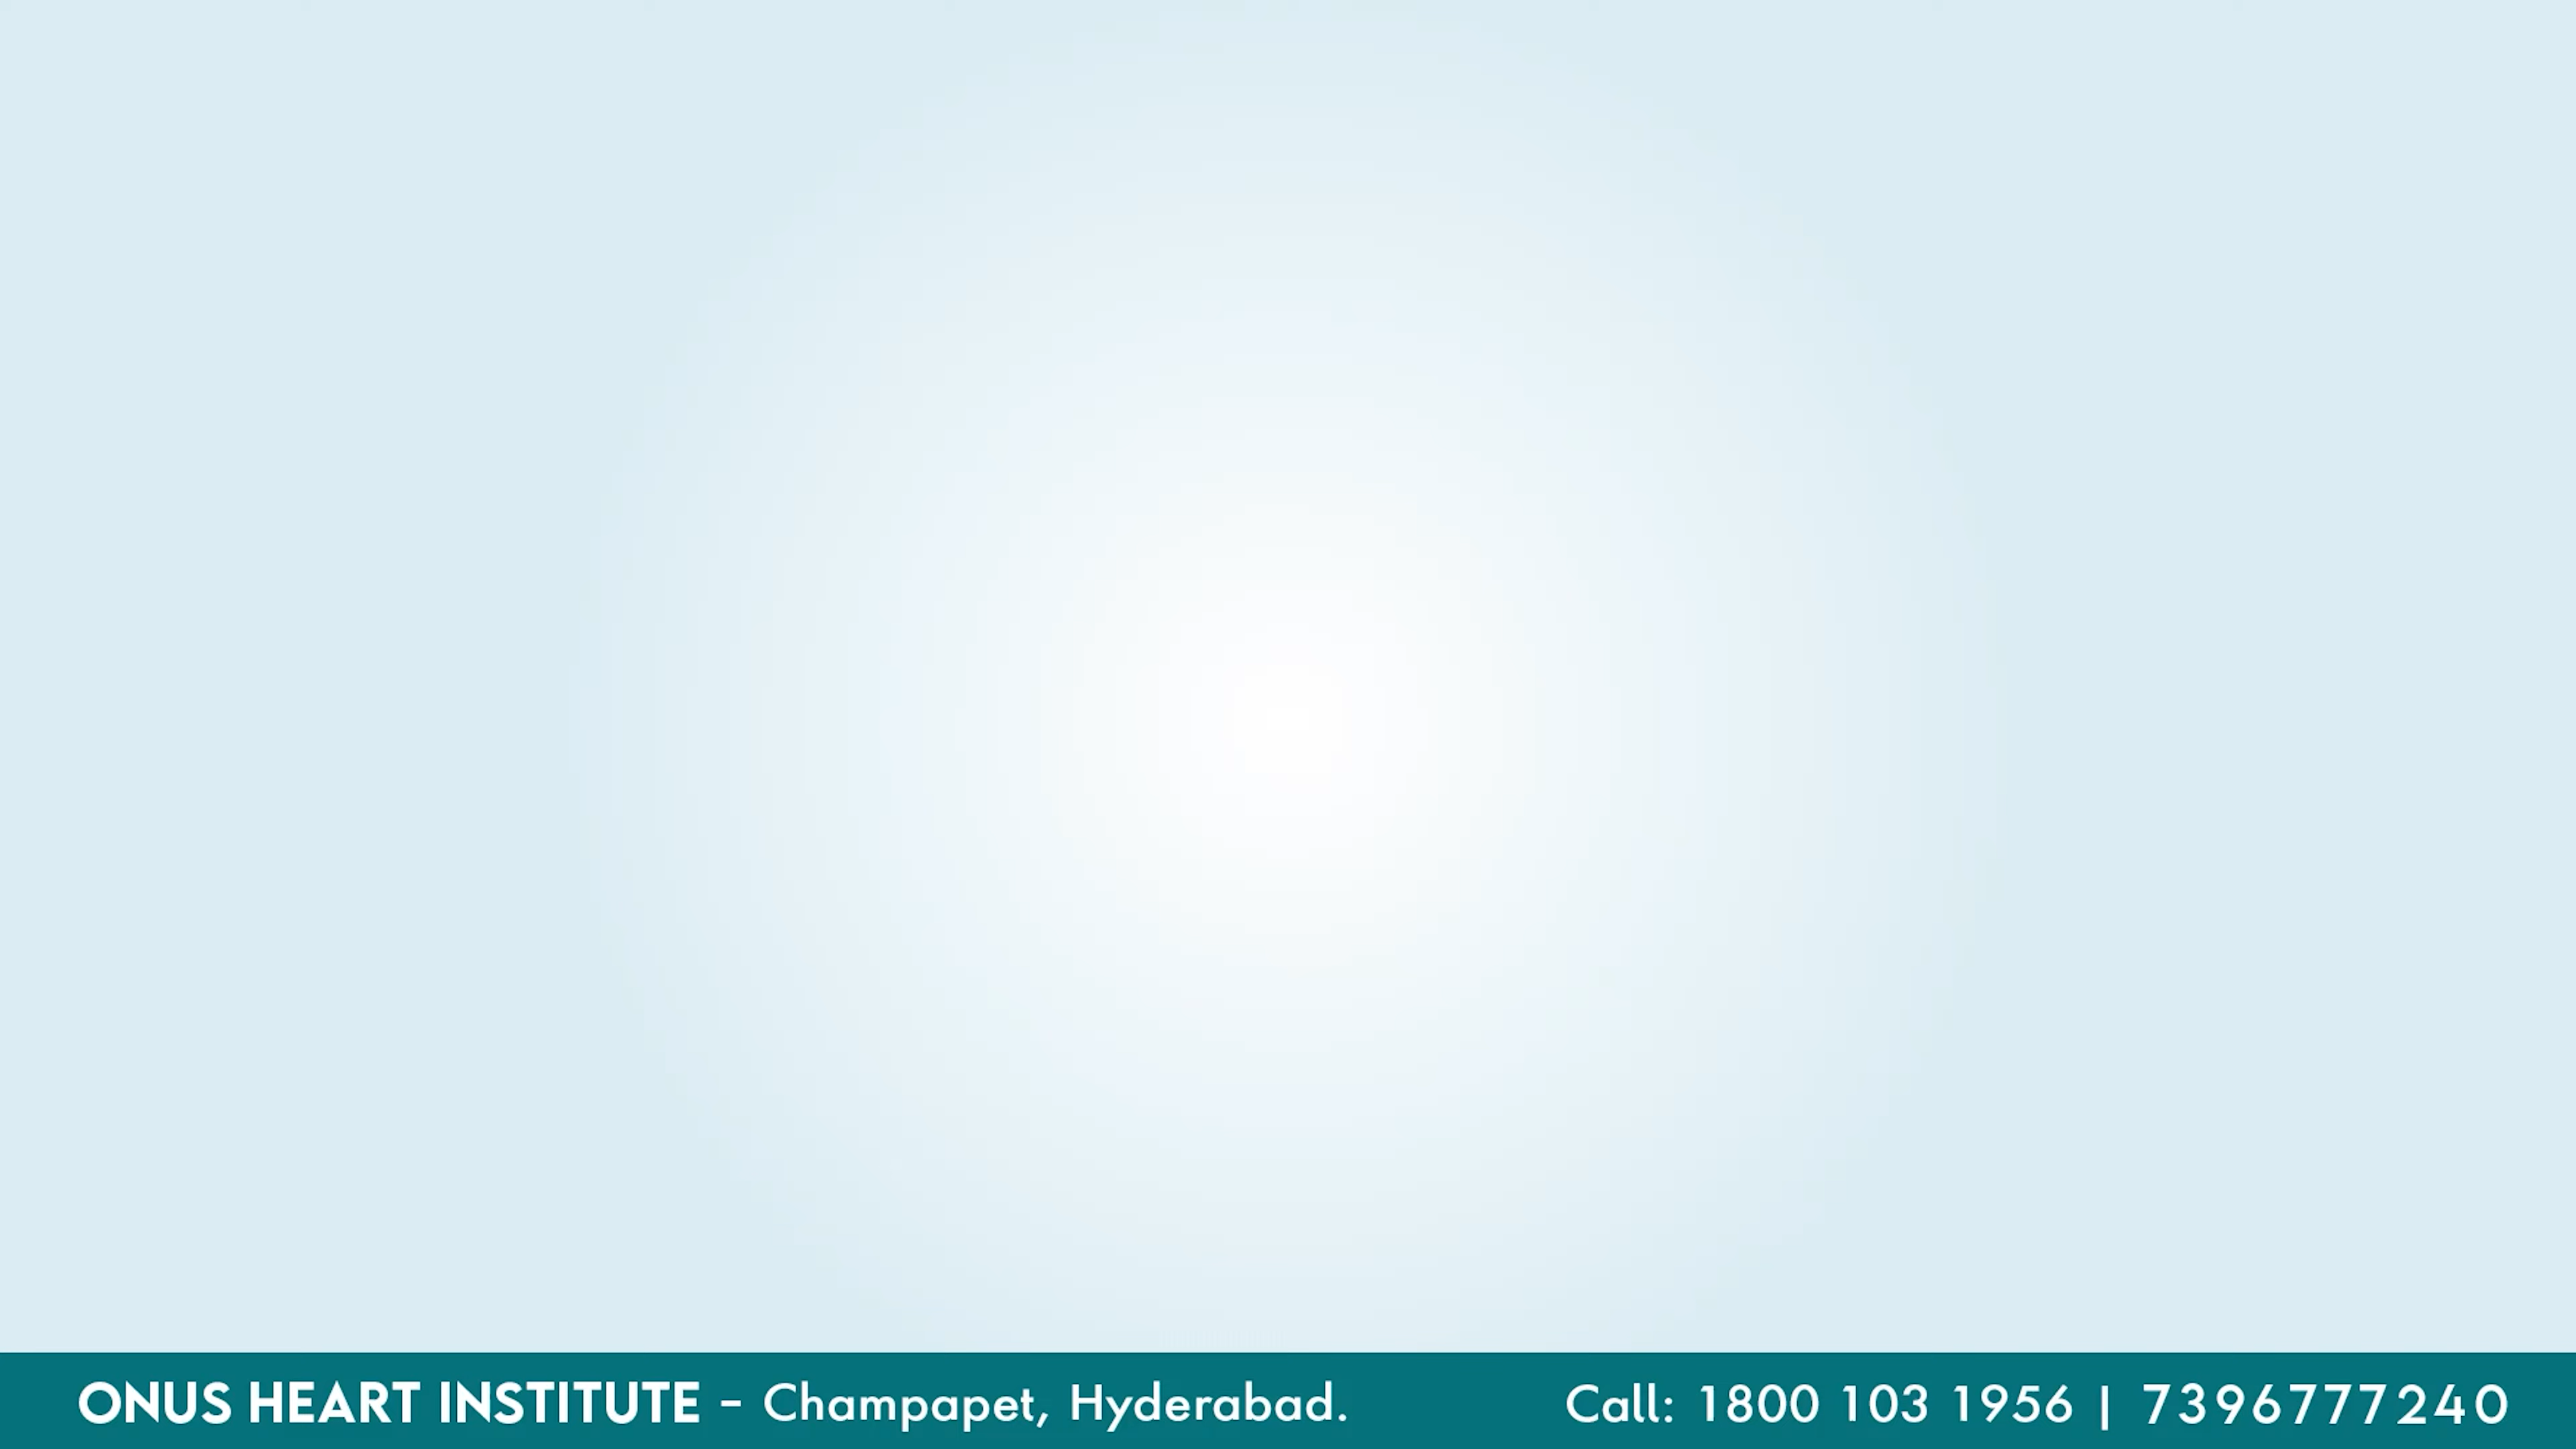 ONUS HEART INSTITUTE – Champapet, Hyderabad. Call: 1800 103 1956 | 7396777240